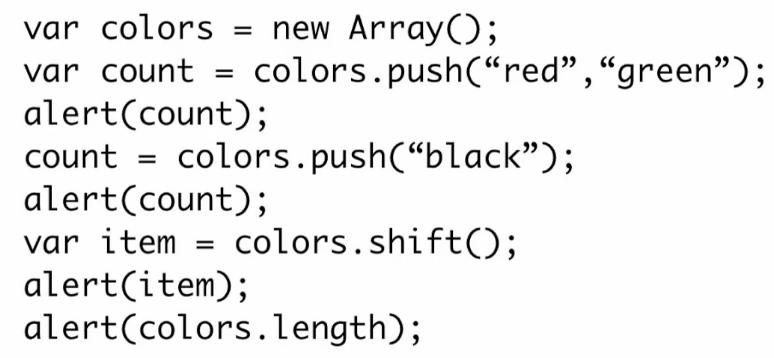 var colors = new Array();
var count = colors.push(“red”,“green”);
alert(count);
count = colors.push(“black”);
alert(count);
var item = colors.shift();
alert(item);
alert(colors.length);